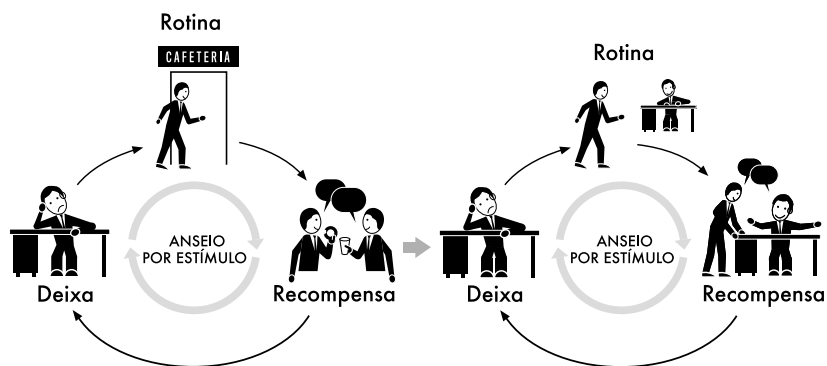 Rotina
CAFETERIA
ANSEIO
POR ESTÍMULO
Deixa
Recompensa
Rotina
ANSEIO
POR ESTÍMULO
Deixa
Recompensa